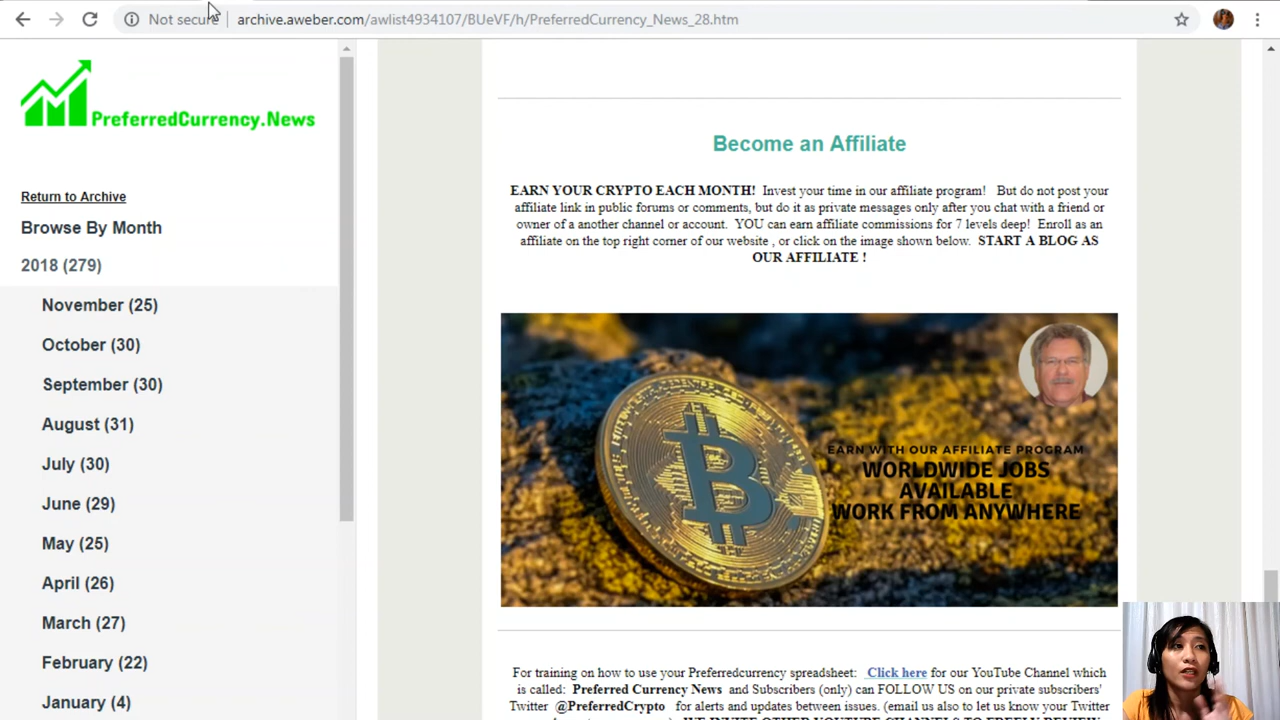 Not secure
archive.aweber.com/awlist4934107/BUeVF/h/PreferredCurrency_News_28.htm
PreferredCurrency.News
Return to Archive
Browse By Month
2018 (279)
November (25)
October (30)
September (30)
August (31)
July (30)
June (29)
May (25)
April (26)
March (27)
February (22)
January (4)
Become an Affiliate
EARN YOUR CRYPTO EACH MONTH! Invest your time in our affiliate program! But do not post your
affiliate link in public forums or comments, but do it as private messages only after you chat with a friend or
owner of a another channel or account. YOU can earn affiliate commissions for 7 levels deep! Enroll as an
affiliate on the top right corner of our website , or click on the image shown below. START A BLOG AS
OUR AFFILIATE !
EARN WITH OUR AFFILIATE PROGRAM
WORLDWIDE JOBS
AVAILABLE
WORK FROM ANYWHERE
For training on how to use your Preferredcurrency spreadsheet: Click here for our YouTube Channel which
is called: Preferred Currency News and Subscribers (only) can FOLLOW US on our private subscribers'
Twitter @PreferredCrypto for alerts and updates between issues. (email us also to let us know your Twitter